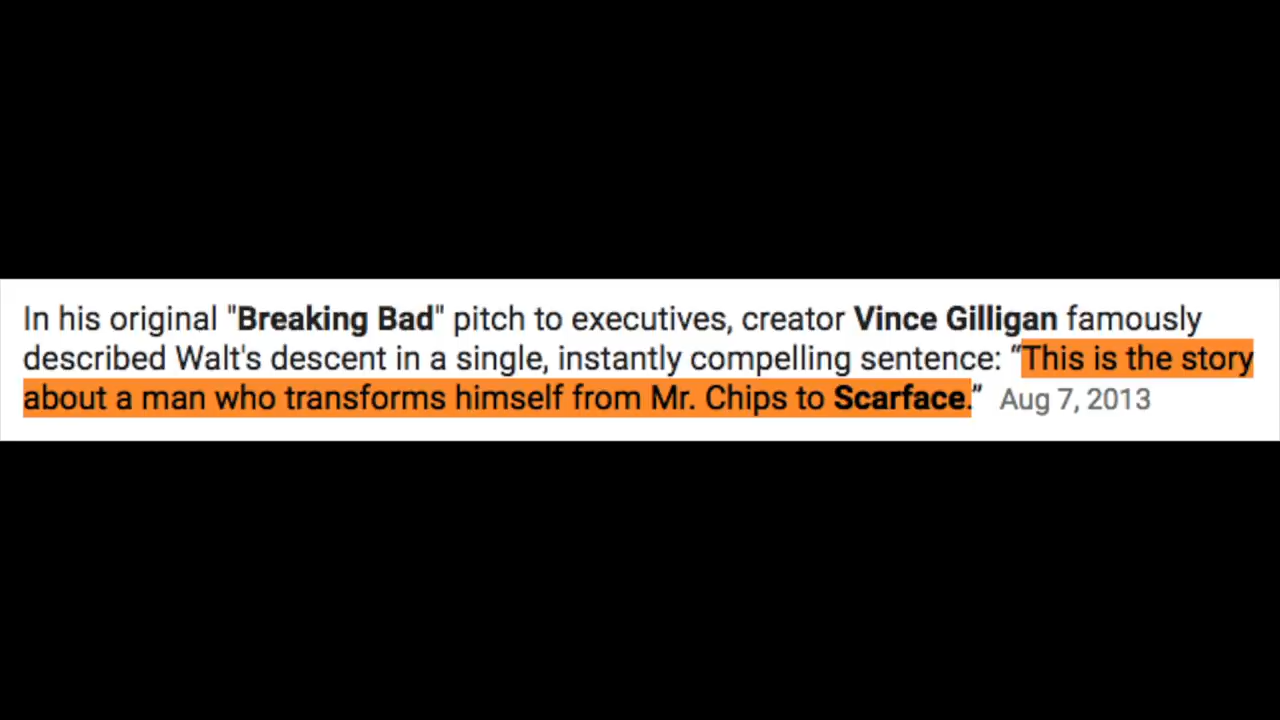 In his original "Breaking Bad" pitch to executives, creator Vince Gilligan famously
described Walt's descent in a single, instantly compelling sentence: “This is the story
about a man who transforms himself from Mr. Chips to Scarface.” Aug 7, 2013